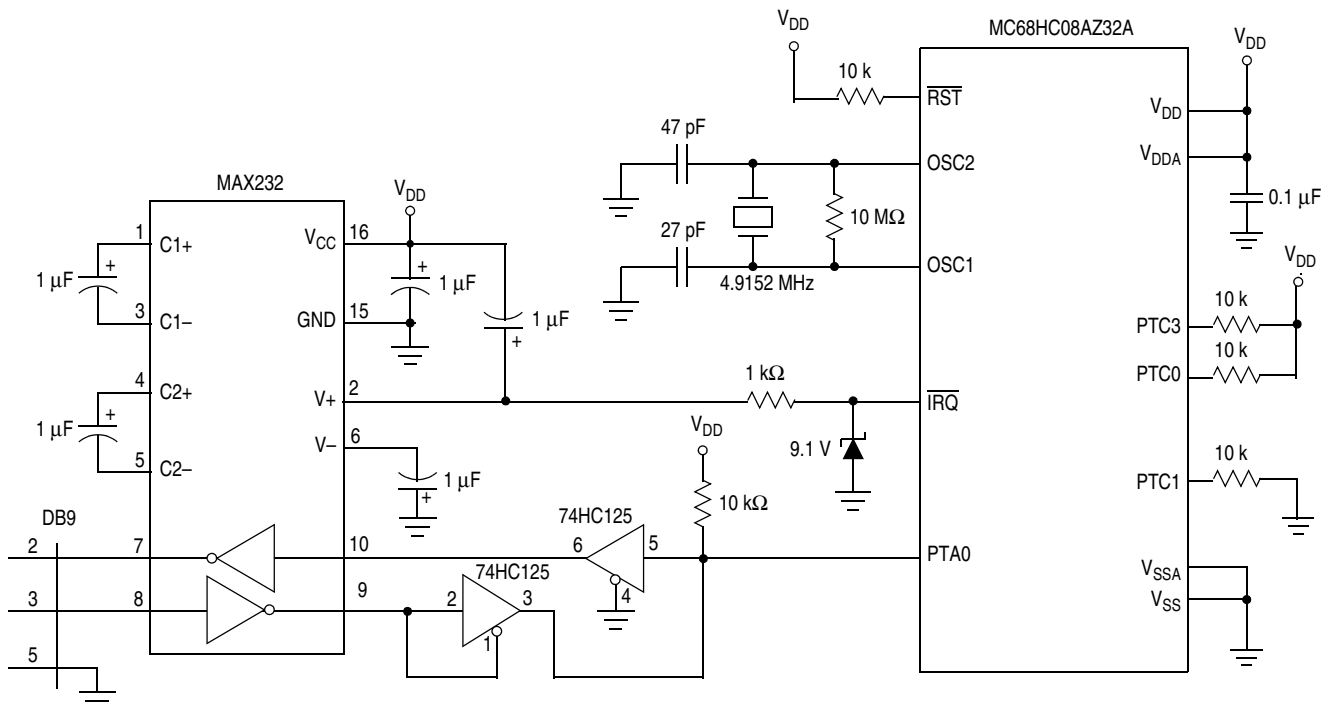 V_DD
MC68HC08AZ32A
V_DD
10 k
R̅S̅T̅
V_DD
47 pF
OSC2
V_DDA
MAX232
V_DD
10 MΩ
0.1 µF
1
C1+
V_CC
16
27 pF
1 µF
+
+
1 µF
OSC1
V_DD
4.9152 MHz
3
C1–
GND
15
1 µF
+
10 k
PTC3
10 k
PTC0
4
C2+
V+
2
1 kΩ
I̅R̅Q̅
1 µF
+
V–
6
V_DD
9.1 V
5
C2–
1 µF
+
10 kΩ
10 k
PTC1
DB9
74HC125
2
7
10
6
5
PTA0
74HC125
4
V_SSA
3
8
9
2
3
V_SS
1
5